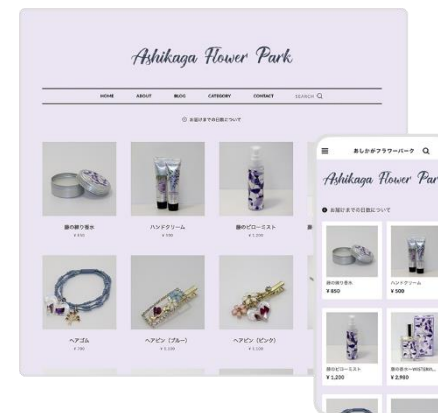 Ashikaga Flower Park
HOME ABOUT BLOG CATEGORY CONTACT SEARCH
お届けまでの日数について
藤の練り香水
¥ 850
ハンドクリーム
¥ 500
藤のピローミスト
¥ 1,200
ヘアゴム
¥ 700
ヘアピン（ブルー）
ヘアピン（ピンク）
あしかがフラワーパーク
Ashikaga Flower Par
お届けまでの日数について
藤の練り香水
¥ 850
ハンドクリーム
¥ 500
藤のピローミスト
¥ 1,200
¥ 2,980